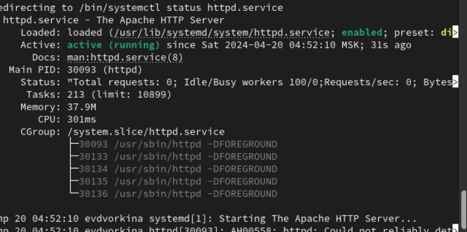 edirecting to /bin/systemctl status httpd.service
httpd.service - The Apache HTTP Server
Loaded: loaded (/usr/lib/systemd/system/httpd.service; enabled; preset: di>
Active: active (running) since Sat 2024-04-20 04:52:10 MSK; 31s ago
Docs: man:httpd.service(8)
Main PID: 30093 (httpd)
Status: "Total requests: 0; Idle/Busy workers 100/0;Requests/sec: 0; Bytes>
Tasks: 213 (limit: 10899)
Memory: 37.9M
CPU: 301ms
CGroup: /system.slice/httpd.service
├─30093 /usr/sbin/httpd -DFOREGROUND
├─30133 /usr/sbin/httpd -DFOREGROUND
├─30134 /usr/sbin/httpd -DFOREGROUND
├─30135 /usr/sbin/httpd -DFOREGROUND
└─30136 /usr/sbin/httpd -DFOREGROUND
mp 20 04:52:10 evdvorkina systemd[1]: Starting The Apache HTTP Server...
mp 20 04:52:10 evdvorkina httpd[30093]: AH00558: httpd: Could not reliably det>